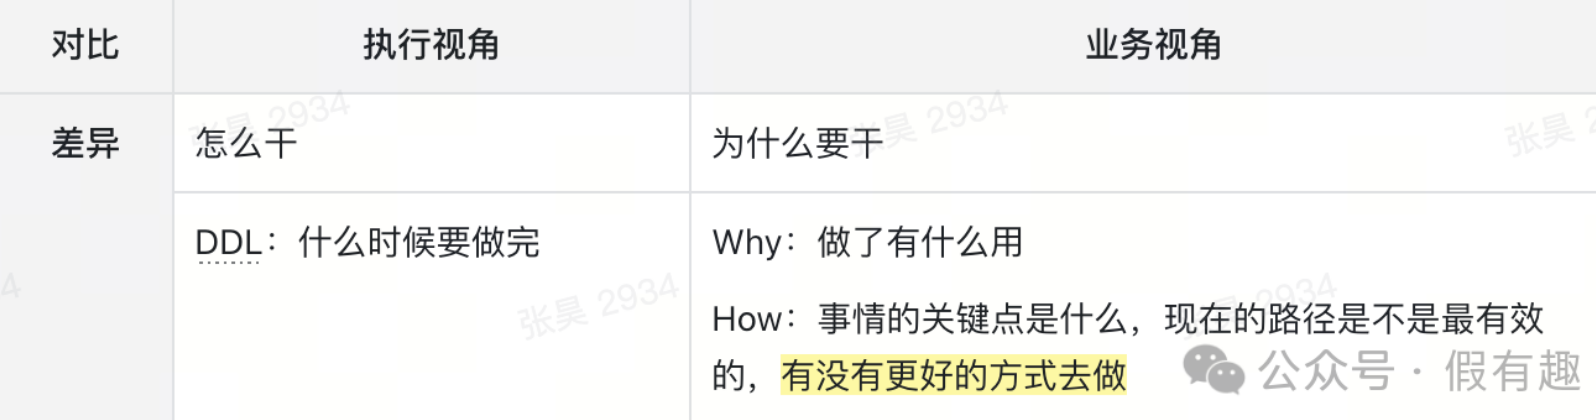 对比 执行视角 业务视角
差异 怎么干 为什么要干
DDL：什么时候要做完 Why：做了有什么用
How：事情的关键点是什么，现在的路径是不是最有效
的，有没有更好的方式去做
张昊 2934
张昊 2934
张昊 2
4
张昊 2934
张昊 2934
公众号 · 假有趣